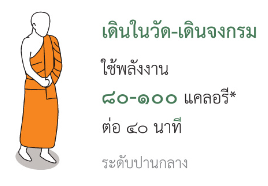 เดินในวัด-เดินจงกรม
ใช้พลังงาน
๘๐-๑๐๐ แคลอรี*
ต่อ ๔๐ นาที
ระดับปานกลาง